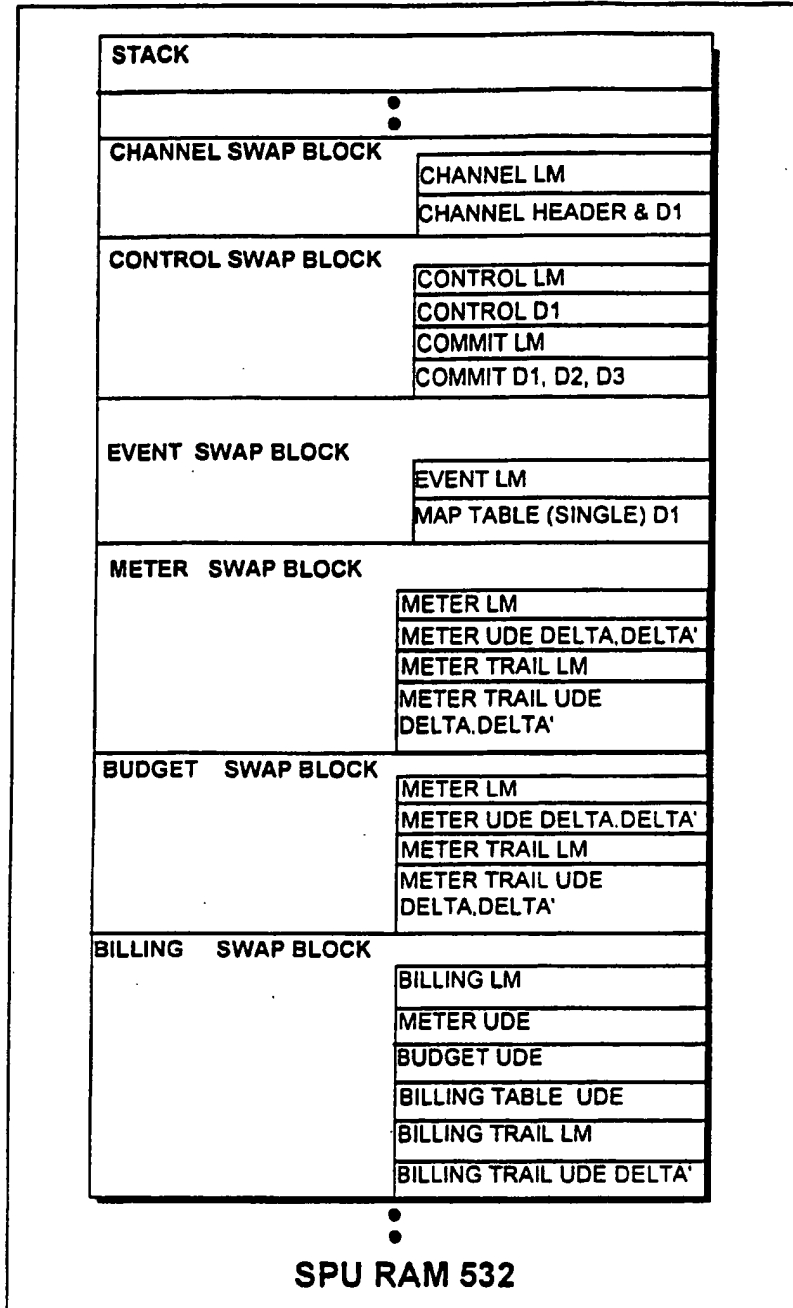 STACK
CHANNEL SWAP BLOCK
CHANNEL LM
CHANNEL HEADER & D1
CONTROL SWAP BLOCK
CONTROL LM
CONTROL D1
COMMIT LM
COMMIT D1, D2, D3
EVENT SWAP BLOCK
EVENT LM
MAP TABLE (SINGLE) D1
METER SWAP BLOCK
METER LM
METER UDE DELTA,DELTA'
METER TRAIL LM
METER TRAIL UDE
DELTA,DELTA'
BUDGET SWAP BLOCK
METER LM
METER UDE DELTA.DELTA'
METER TRAIL LM
METER TRAIL UDE
DELTA,DELTA'
BILLING SWAP BLOCK
BILLING LM
METER UDE
BUDGET UDE
BILLING TABLE UDE
BILLING TRAIL LM
BILLING TRAIL UDE DELTA'
SPU RAM 532